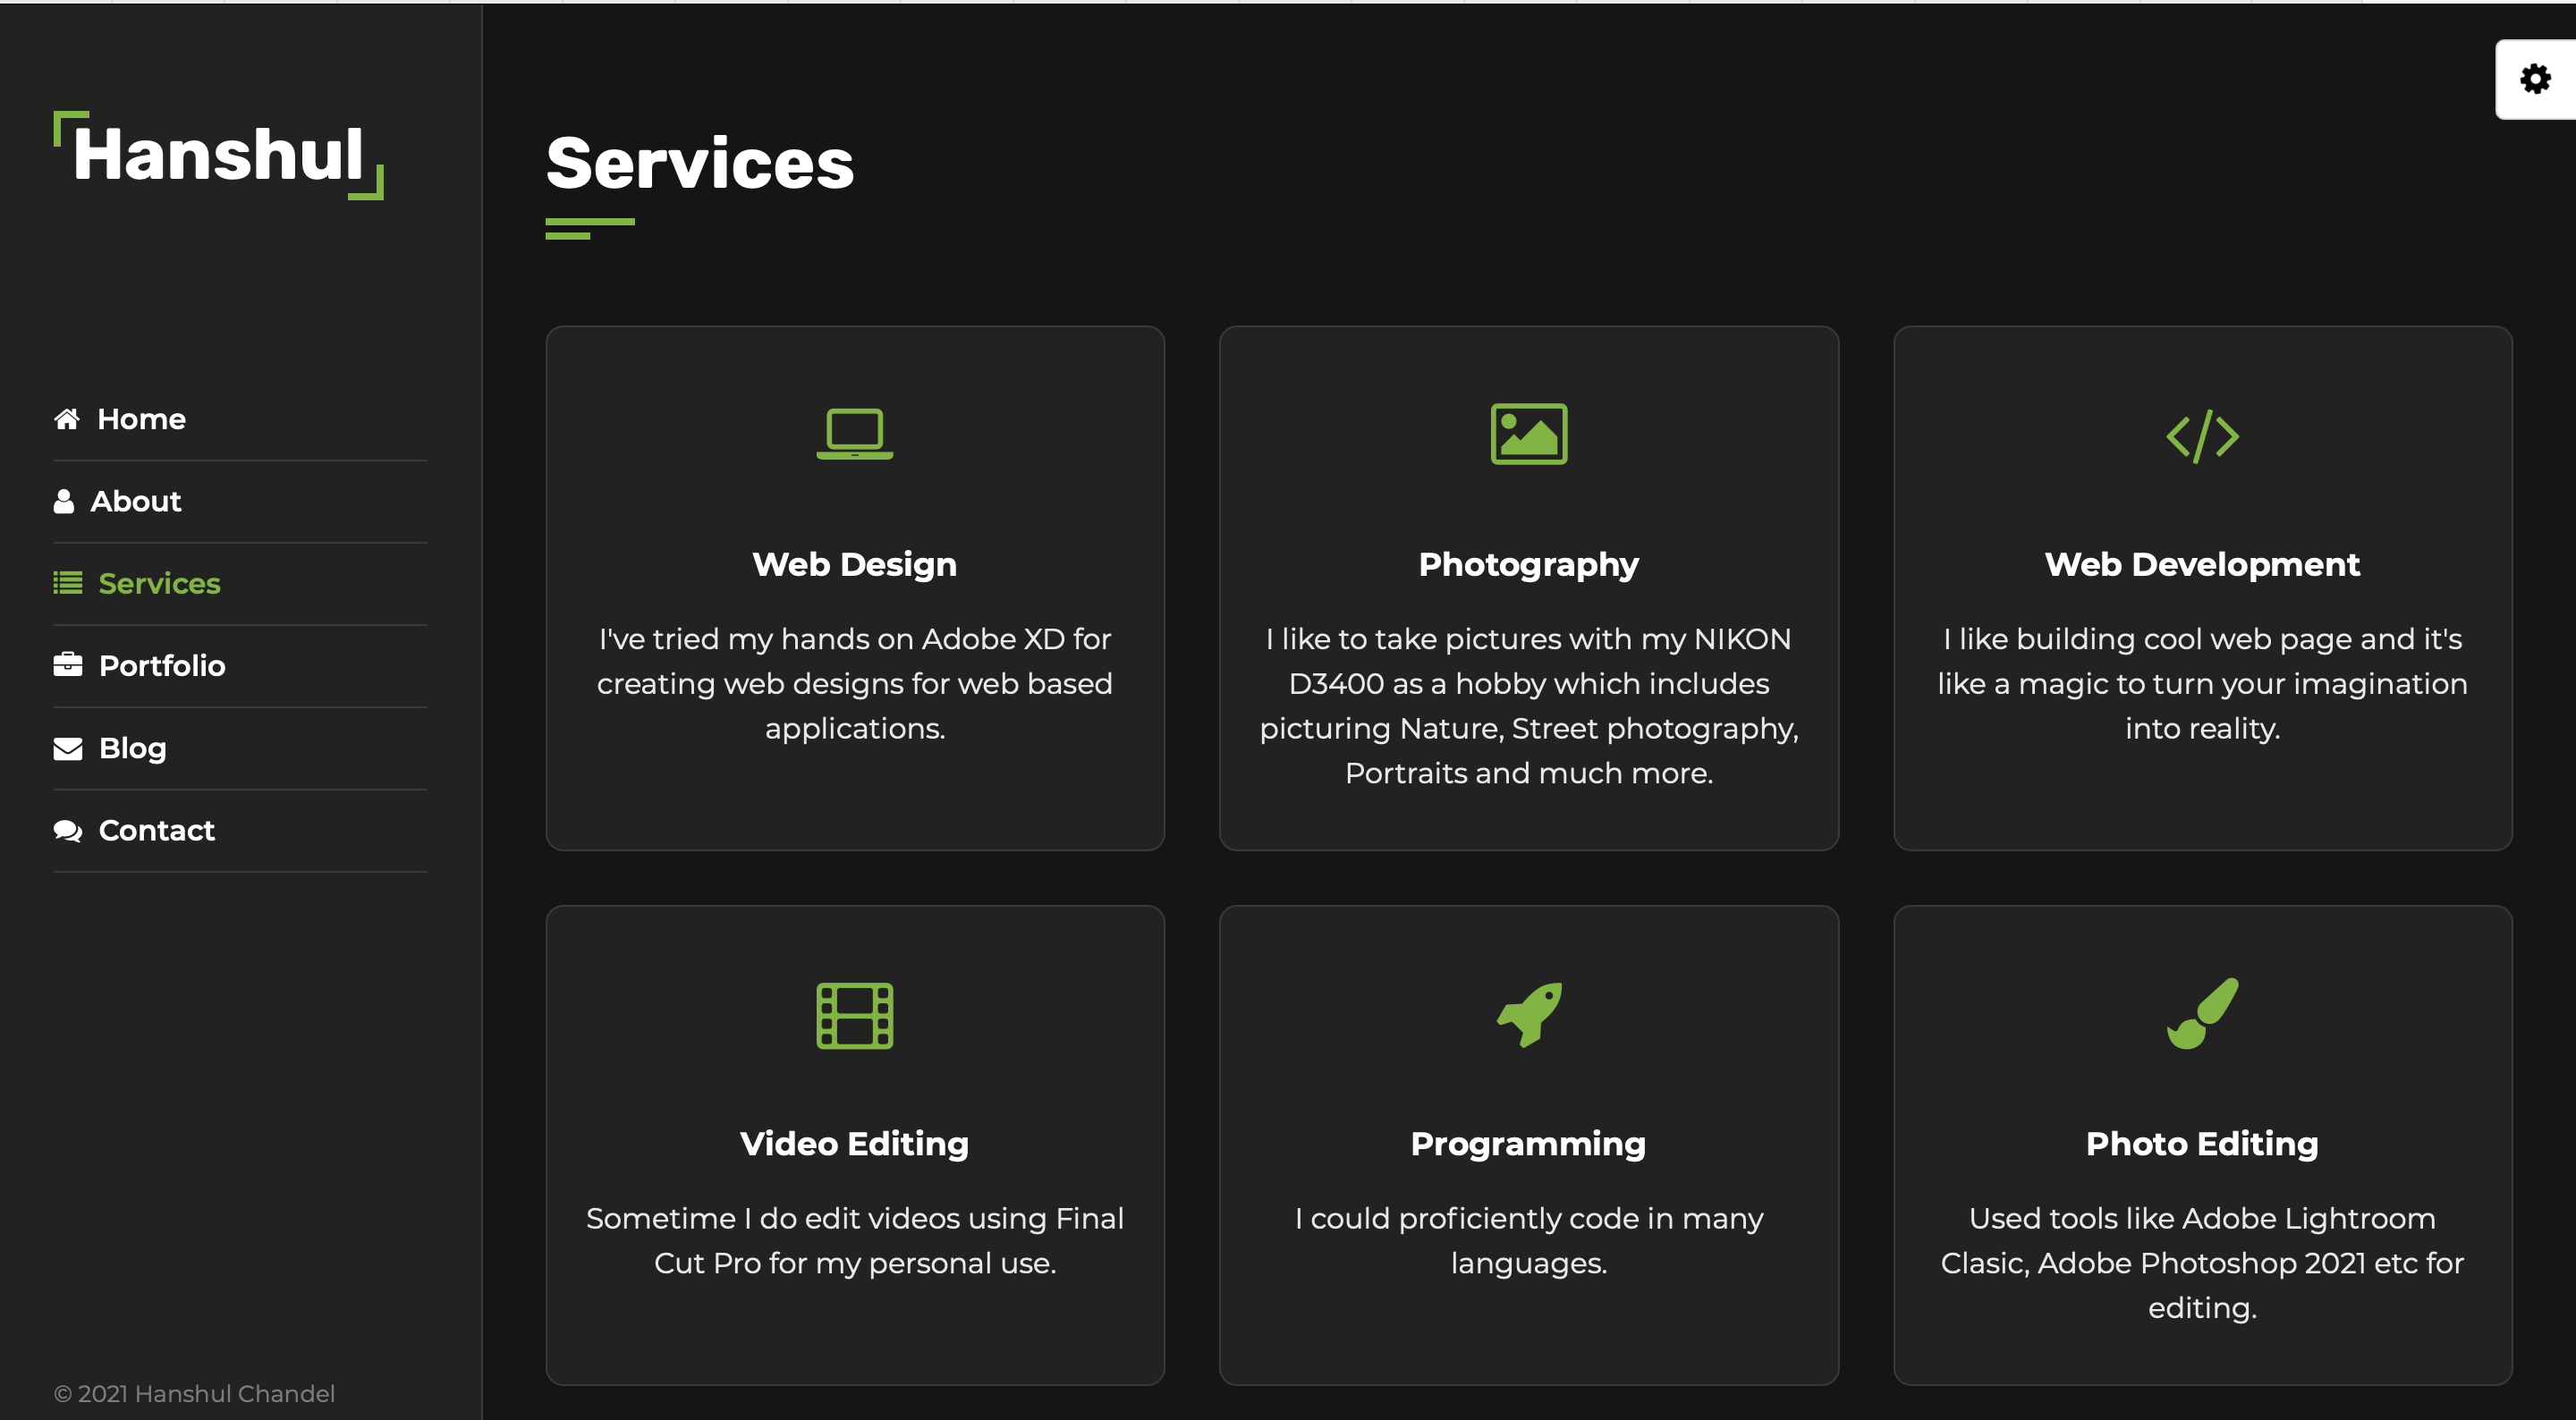 Hanshul
Home
About
Services
Portfolio
Blog
Contact
© 2021 Hanshul Chandel
Services
Web Design
I've tried my hands on Adobe XD for
creating web designs for web based
applications.
Photography
I like to take pictures with my NIKON
D3400 as a hobby which includes
picturing Nature, Street photography,
Portraits and much more.
Web Development
I like building cool web page and it's
like a magic to turn your imagination
into reality.
Video Editing
Sometime I do edit videos using Final
Cut Pro for my personal use.
Programming
I could proficiently code in many
languages.
Photo Editing
Used tools like Adobe Lightroom
Clasic, Adobe Photoshop 2021 etc for
editing.